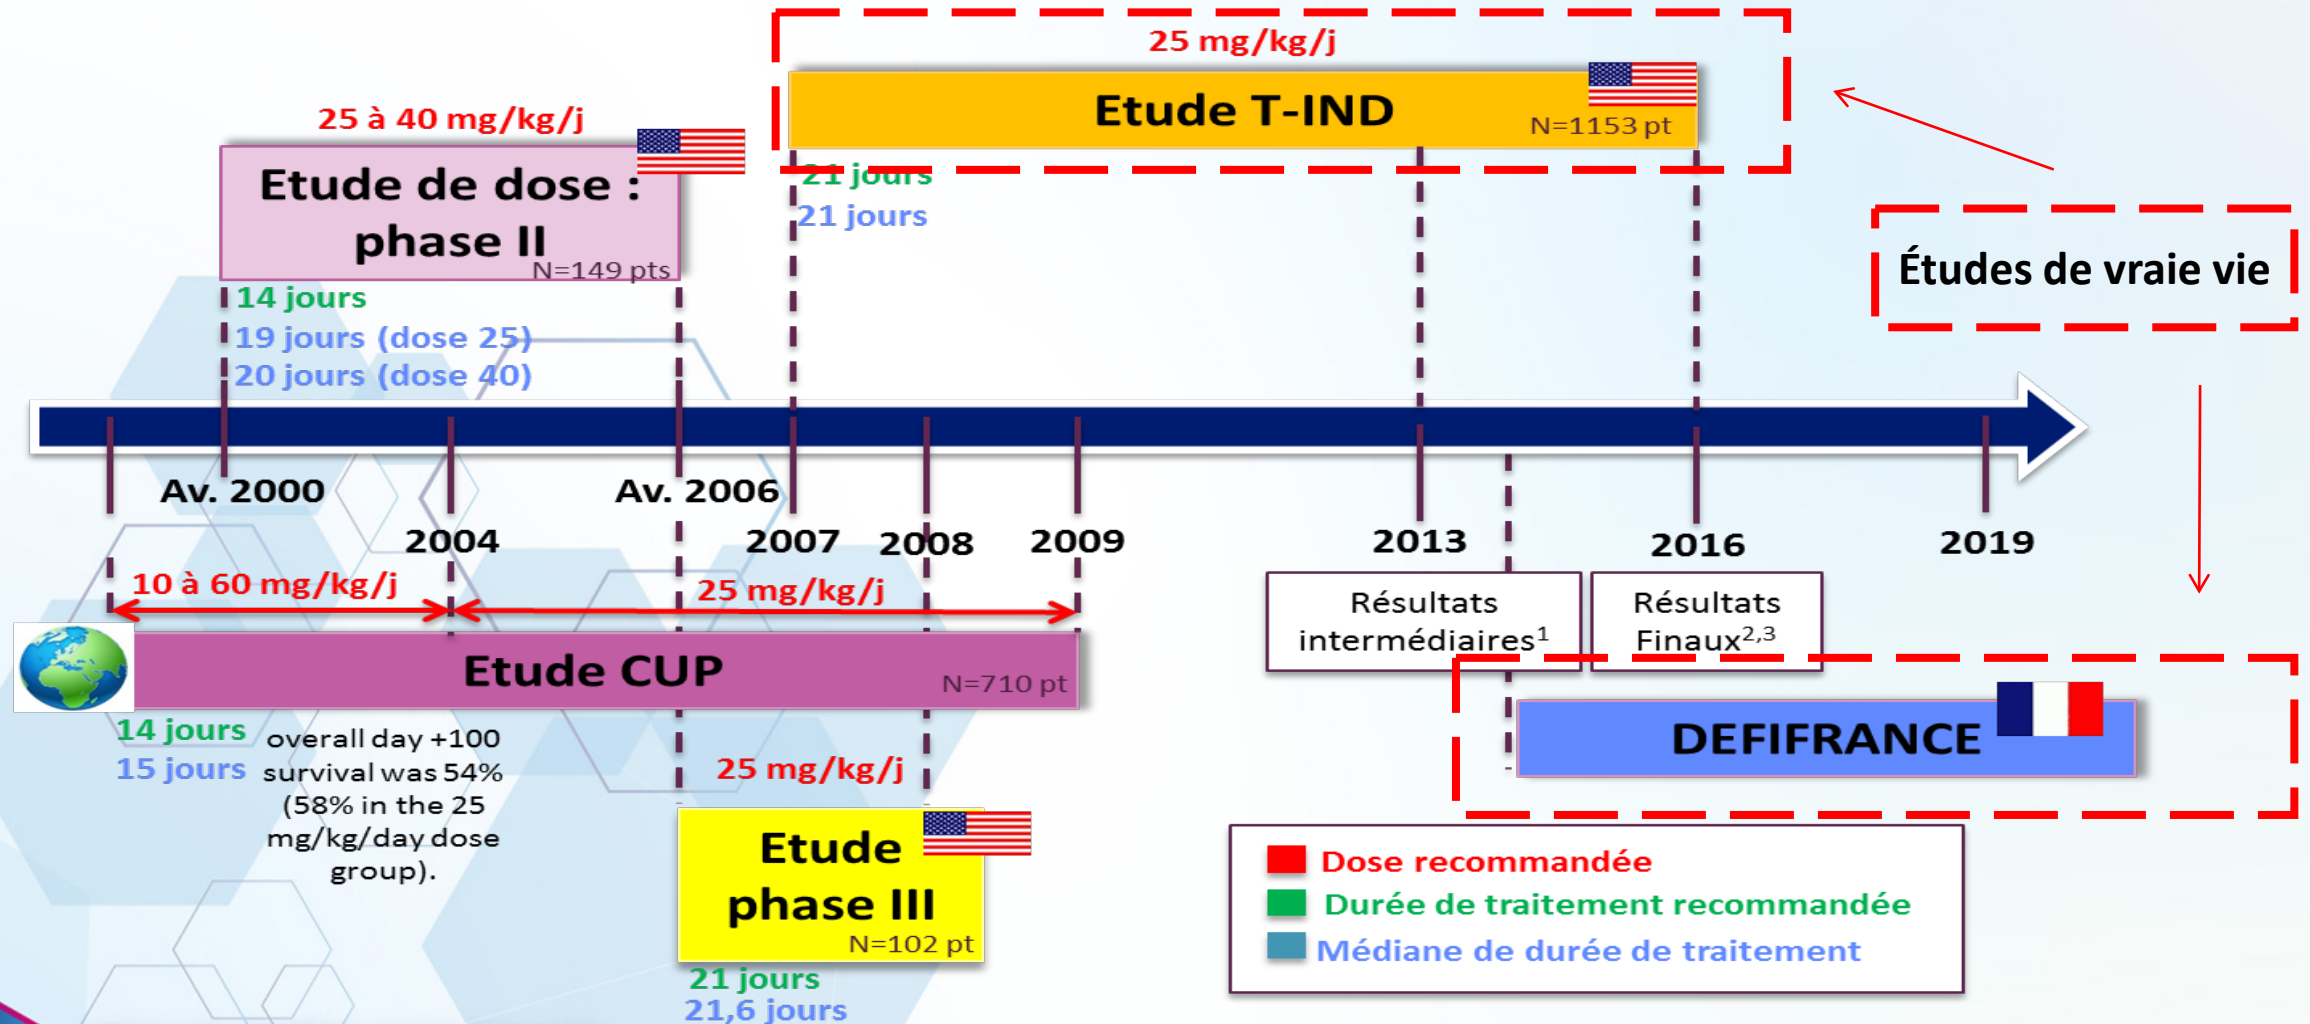 25 mg/kg/j
Etude T-IND
N=1153 pt
21 jours
21 jours
25 à 40 mg/kg/j
Etude de dose :
phase II
N=149 pts
14 jours
19 jours (dose 25)
20 jours (dose 40)
Études de vraie vie
Av. 2000
2004
Av. 2006
2007
2008
2009
2013
2016
2019
10 à 60 mg/kg/j
25 mg/kg/j
Etude CUP
N=710 pt
14 jours
15 jours
overall day +100
survival was 54%
(58% in the 25
mg/kg/day dose
group).
25 mg/kg/j
Etude
phase III
N=102 pt
21 jours
21,6 jours
Résultats
intermédiaires¹
Résultats
Finaux²,³
DEFIFRANCE
Dose recommandée
Durée de traitement recommandée
Médiane de durée de traitement